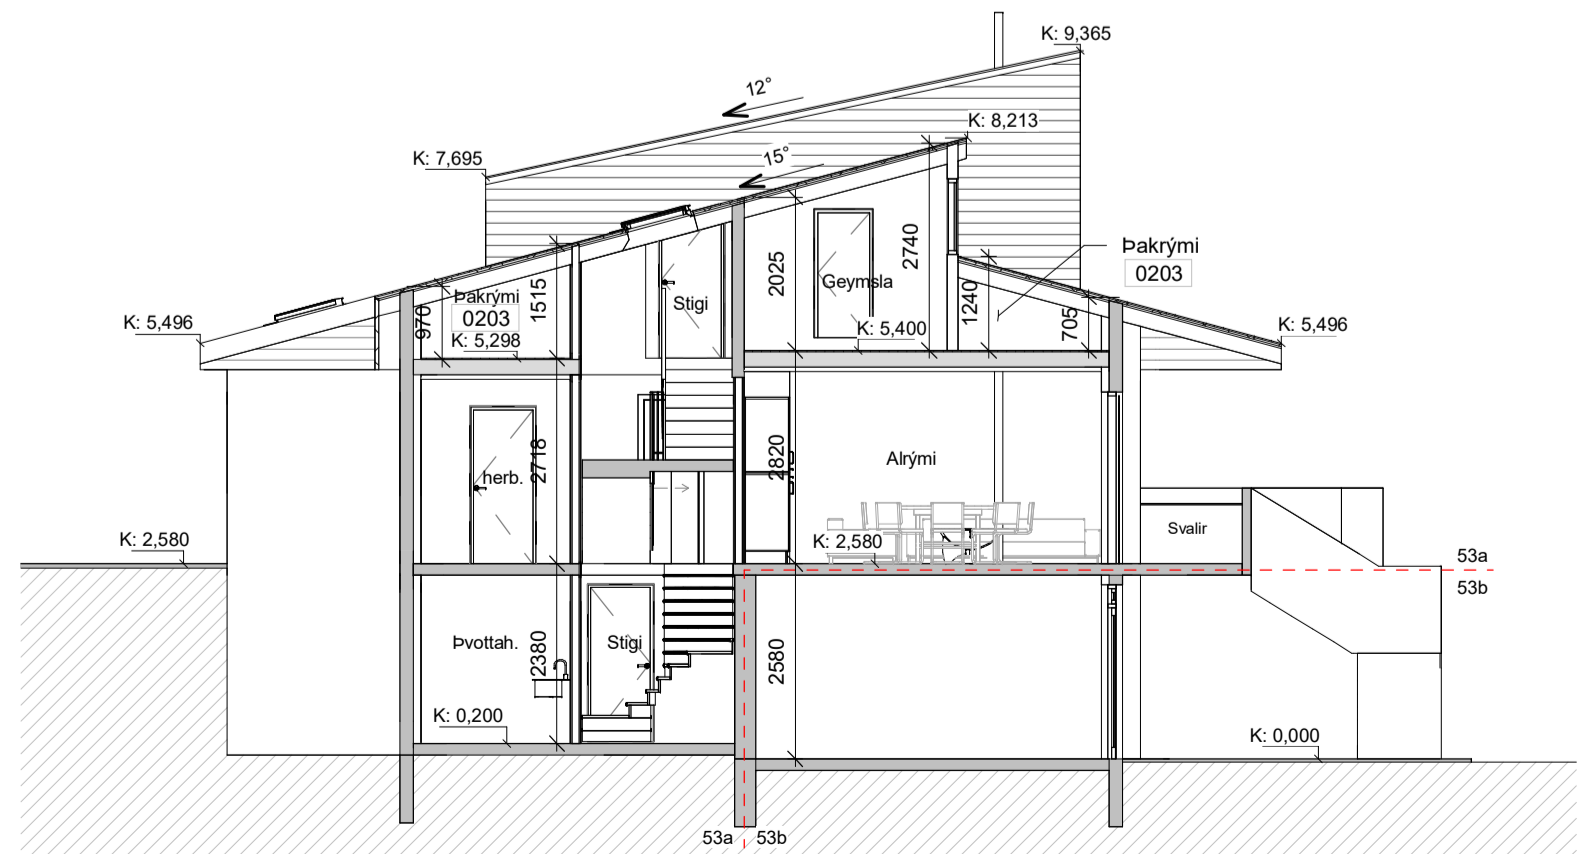 K: 9,365
12°
K: 8,213
15°
K: 7,695
Þakrými
0203
2740
2025
Geymsla
1240
705
K: 5,400
1515
Þakrými
0203
970
K: 5,298
Stigi
K: 5,496
K: 5,496
herb.
2718
2820
Alrými
K: 2,580
K: 2,580
Svalir
53a
53b
Þvottah.
2380
Stigi
2580
K: 0,200
K: 0,000
53a
53b